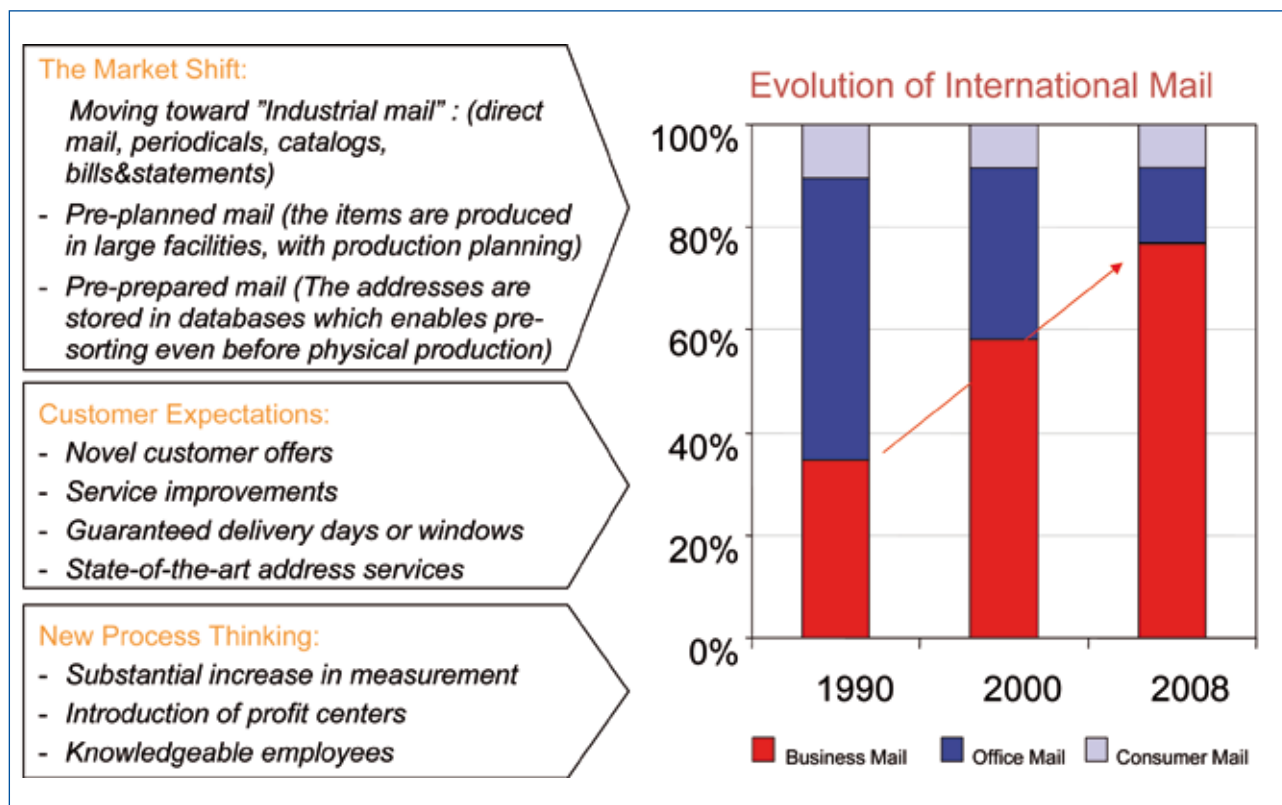 The Market Shift:
Moving toward "Industrial mail" : (direct
mail, periodicals, catalogs,
bills&statements)
- Pre-planned mail (the items are produced
in large facilities, with production planning)
- Pre-prepared mail (The addresses are
stored in databases which enables pre-
sorting even before physical production)
Customer Expectations:
- Novel customer offers
- Service improvements
- Guaranteed delivery days or windows
- State-of-the-art address services
New Process Thinking:
- Substantial increase in measurement
- Introduction of profit centers
- Knowledgeable employees
Evolution of International Mail
100%
80%
60%
40%
20%
0%
1990 2000 2008
Business Mail Office Mail Consumer Mail